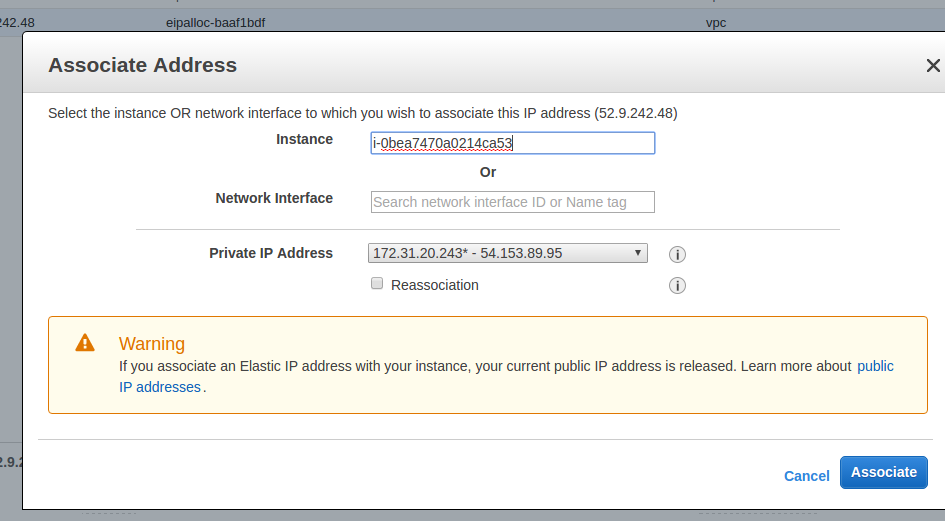 242.48 eipalloc-baaf1bdf vpc
Associate Address
Select the instance OR network interface to which you wish to associate this IP address (52.9.242.48)
Instance i-0bea7470a0214ca53
Or
Network Interface Search network interface ID or Name tag
Private IP Address 172.31.20.243* - 54.153.89.95
Reassociation
Warning
If you associate an Elastic IP address with your instance, your current public IP address is released. Learn more about public
IP addresses.
2.9.2
Cancel Associate